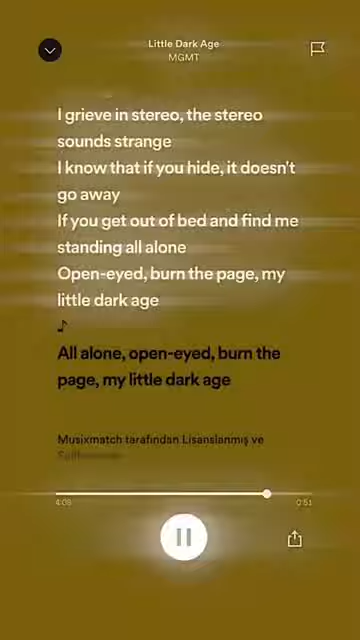 Little Dark Age
MGMT
I grieve in stereo, the stereo
sounds strange
I know that if you hide, it doesn't
go away
If you get out of bed and find me
standing all alone
Open-eyed, burn the page, my
little dark age
♪
All alone, open-eyed, burn the
page, my little dark age
Musixmatch tarafından Lisanslanmış ve
4:08
0:51